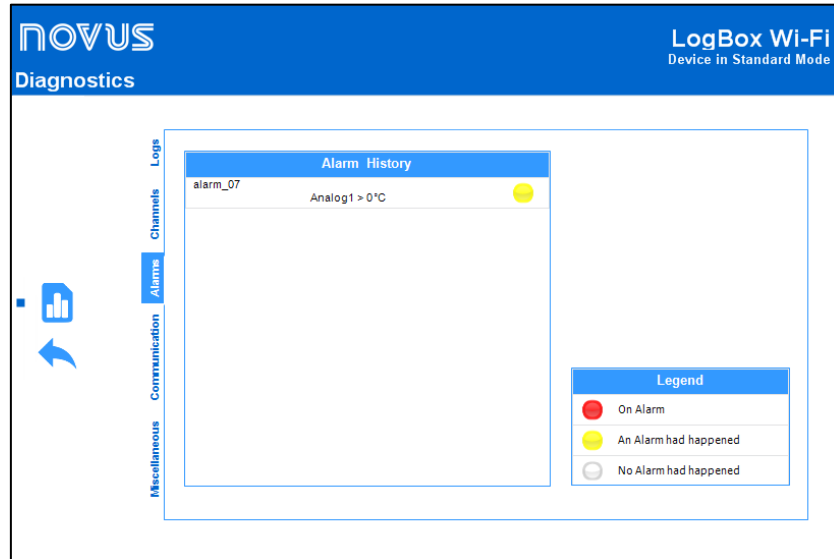 novus
LogBox Wi-Fi
Device in Standard Mode
Diagnostics
Logs
Channels
Alarms
Communication
Miscellaneous
Alarm History
alarm_07
Analog1 > 0°C
Legend
On Alarm
An Alarm had happened
No Alarm had happened